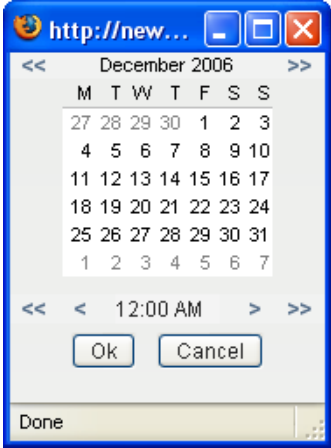 http://new...
<< December 2006 >>
M T W T F S S
27 28 29 30 1 2 3
4 5 6 7 8 9 10
11 12 13 14 15 16 17
18 19 20 21 22 23 24
25 26 27 28 29 30 31
1 2 3 4 5 6 7
<< < 12:00 AM > >>
Ok Cancel
Done